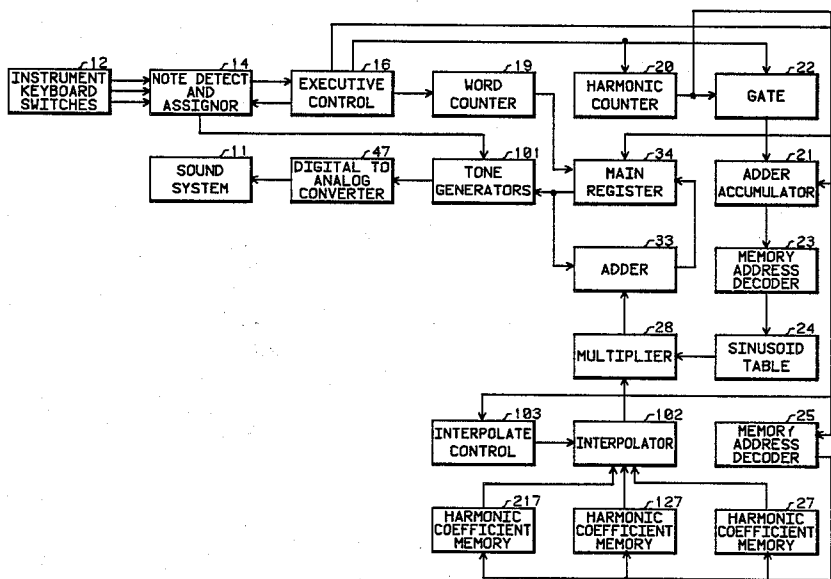 12
INSTRUMENT
KEYBOARD
SWITCHES
14
NOTE DETECT
AND
ASSIGNOR
16
EXECUTIVE
CONTROL
19
WORD
COUNTER
20
HARMONIC
COUNTER
22
GATE
11
SOUND
SYSTEM
47
DIGITAL TO
ANALOG
CONVERTER
101
TONE
GENERATORS
34
MAIN
REGISTER
21
ADDER
ACCUMULATOR
33
ADDER
23
MEMORY
ADDRESS
DECODER
28
MULTIPLIER
24
SINUSOID
TABLE
103
INTERPOLATE
CONTROL
102
INTERPOLATOR
25
MEMORY
ADDRESS
DECODER
217
HARMONIC
COEFFICIENT
MEMORY
127
HARMONIC
COEFFICIENT
MEMORY
27
HARMONIC
COEFFICIENT
MEMORY